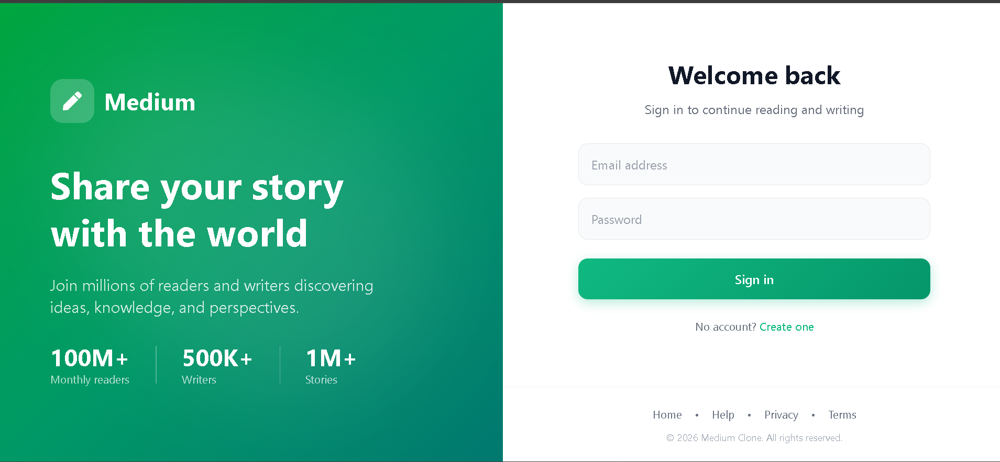 Medium
Share your story
with the world
Join millions of readers and writers discovering
ideas, knowledge, and perspectives.
100M+
Monthly readers
500K+
Writers
1M+
Stories
Welcome back
Sign in to continue reading and writing
Email address
Password
Sign in
No account? Create one
Home • Help • Privacy • Terms
© 2026 Medium Clone. All rights reserved.